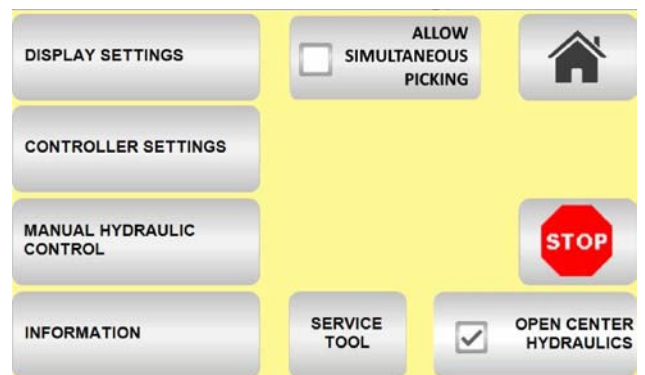 DISPLAY SETTINGS
ALLOW
SIMULTANEOUS
PICKING
CONTROLLER SETTINGS
MANUAL HYDRAULIC
CONTROL
STOP
INFORMATION
SERVICE
TOOL
OPEN CENTER
HYDRAULICS